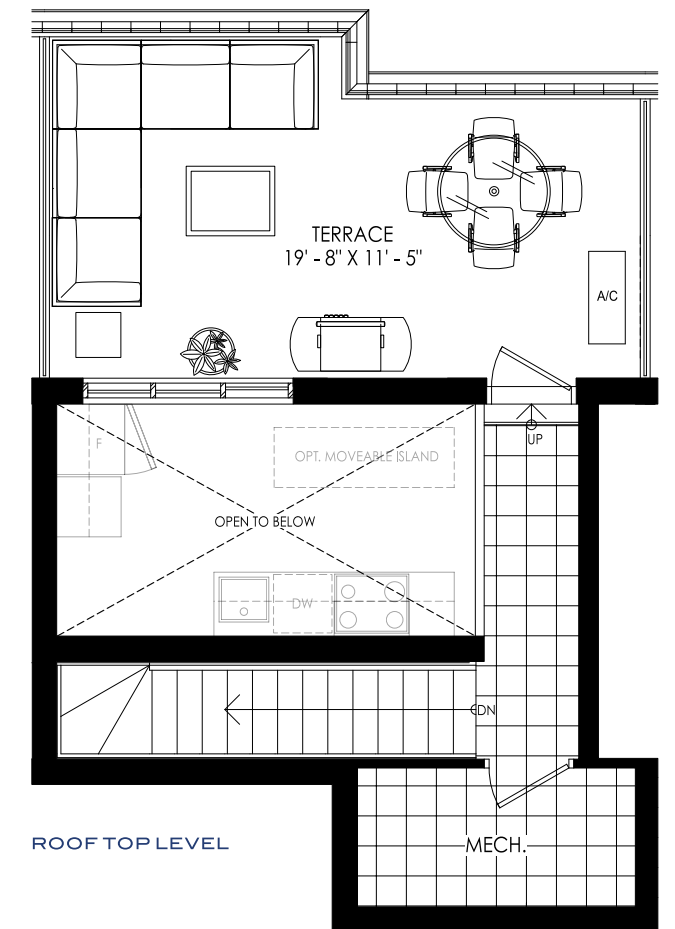 TERRACE
19' - 8" X 11' - 5"
A/C
UP
F
OPT. MOVEABLE ISLAND
OPEN TO BELOW
DW
DN
MECH.
ROOF TOP LEVEL